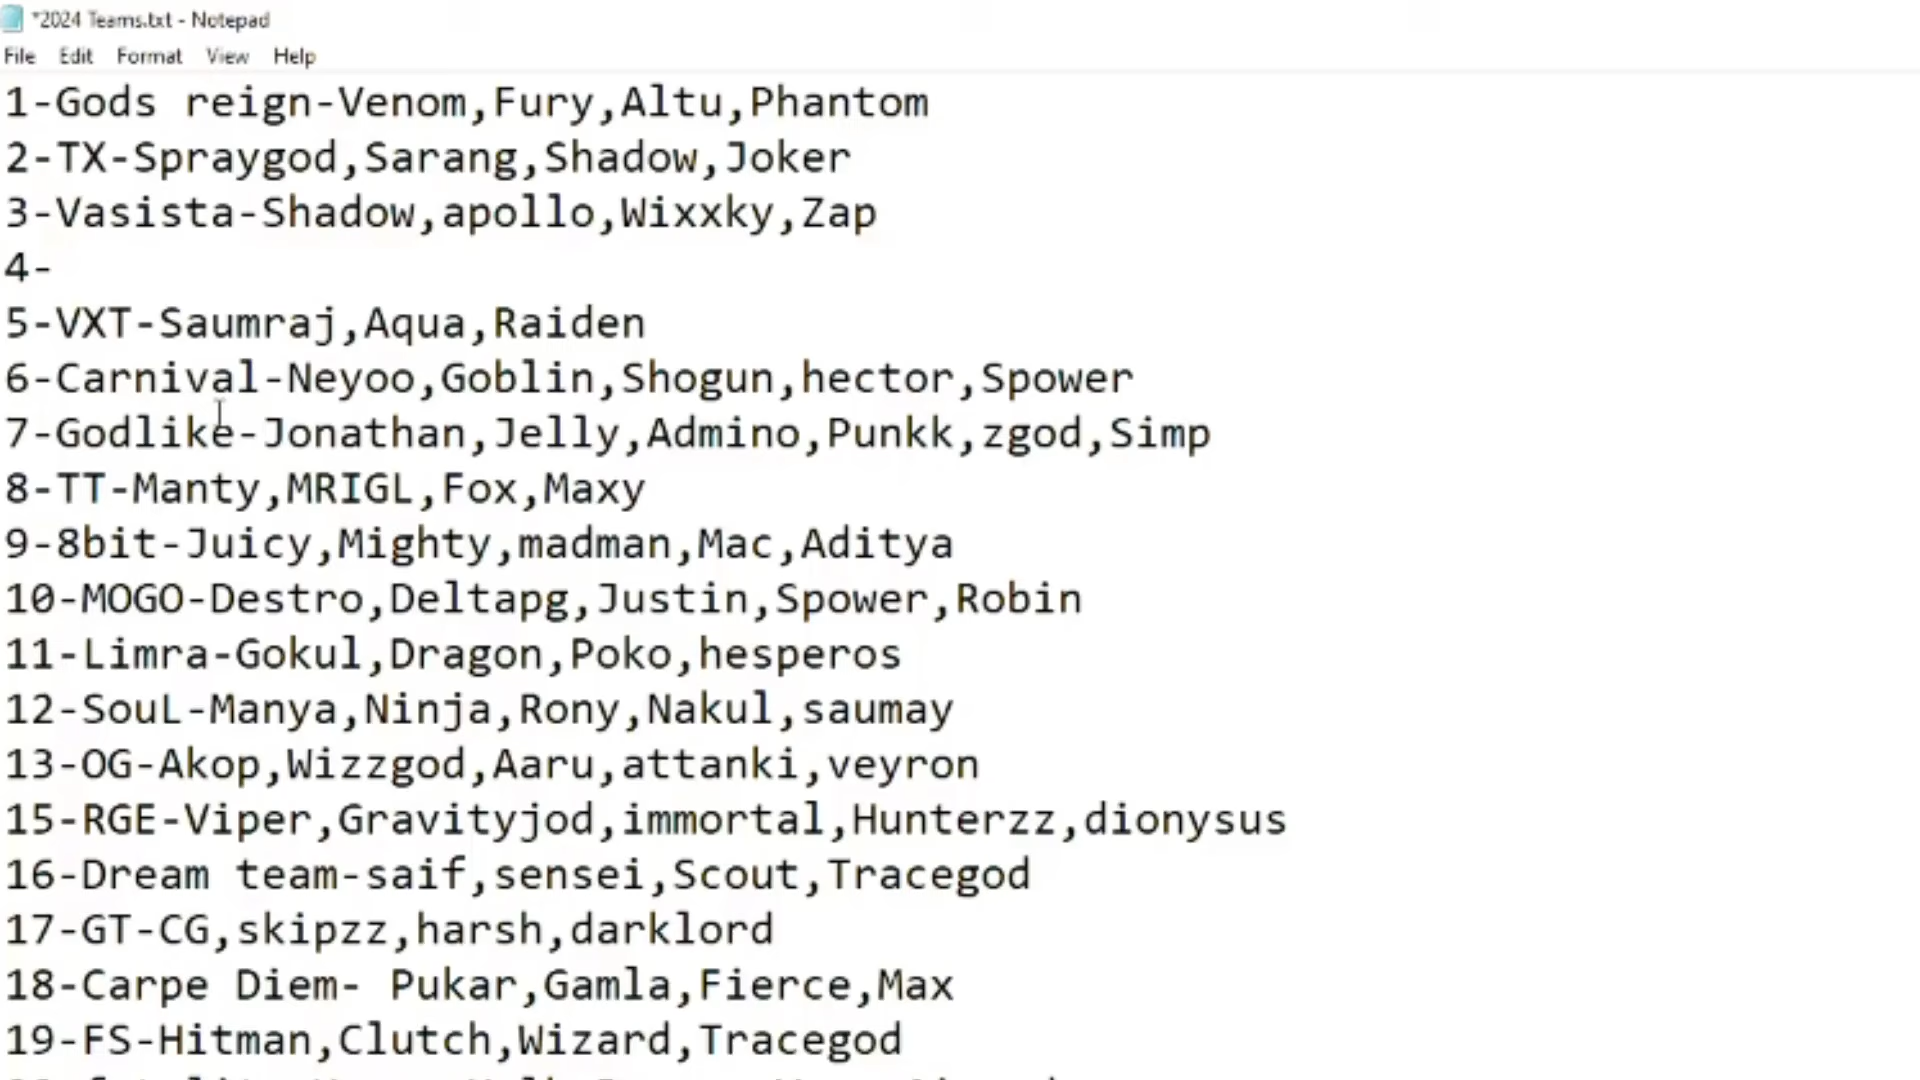 *2024 Teams.txt - Notepad
File Edit Format View Help
1-Gods reign-Venom,Fury,Altu,Phantom
2-TX-Spraygod,Sarang,Shadow,Joker
3-Vasista-Shadow,apollo,Wixxky,Zap
4-
5-VXT-Saumraj,Aqua,Raiden
6-Carnival-Neyoo,Goblin,Shogun,hector,Spower
7-Godlike-Jonathan,Jelly,Admino,Punkk,zgod,Simp
8-TT-Manty,MRIGL,Fox,Maxy
9-8bit-Juicy,Mighty,madman,Mac,Aditya
10-MOGO-Destro,Deltapg,Justin,Spower,Robin
11-Limra-Gokul,Dragon,Poko,hesperos
12-SouL-Manya,Ninja,Rony,Nakul,saumay
13-OG-Akop,Wizzgod,Aaru,attanki,veyron
15-RGE-Viper,Gravityjod,immortal,Hunterzz,dionysus
16-Dream team-saif,sensei,Scout,Tracegod
17-GT-CG,skipzz,harsh,darklord
18-Carpe Diem- Pukar,Gamla,Fierce,Max
19-FS-Hitman,Clutch,Wizard,Tracegod